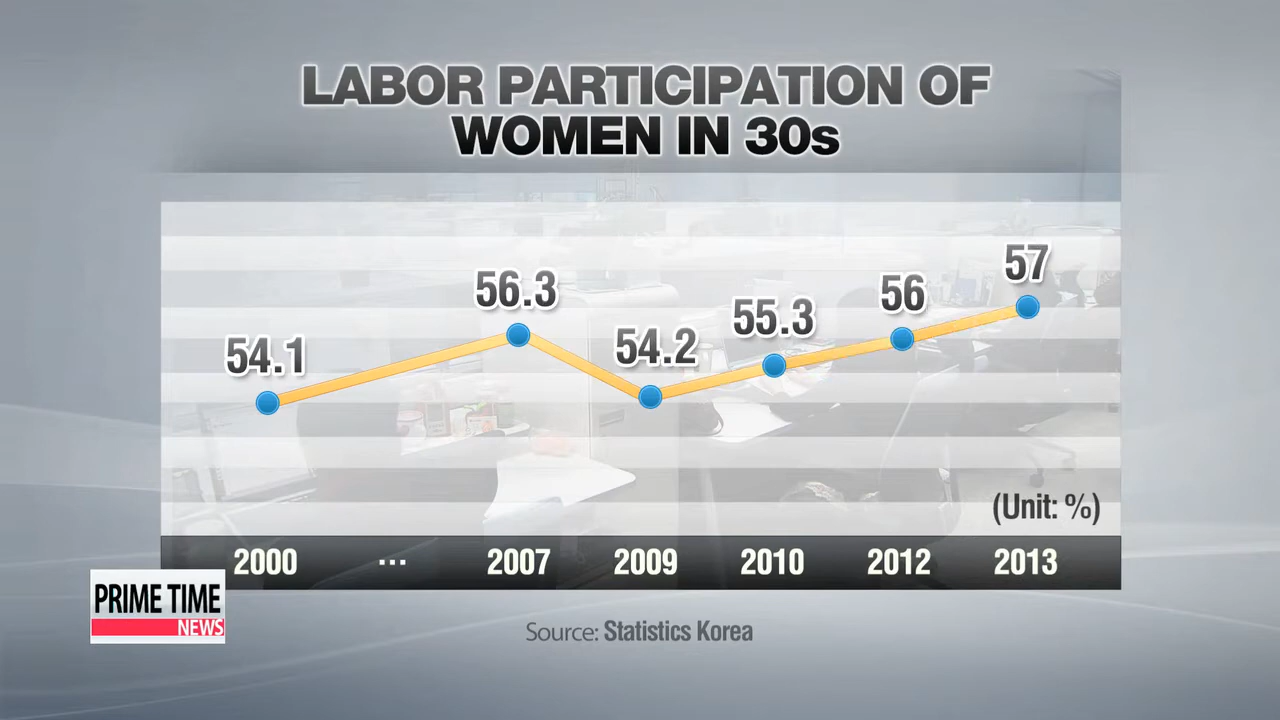 LABOR PARTICIPATION OF
WOMEN IN 30s
54.1
56.3
54.2
55.3
56
57
(Unit: %)
2000 ... 2007 2009 2010 2012 2013
PRIME TIME
NEWS
Source: Statistics Korea